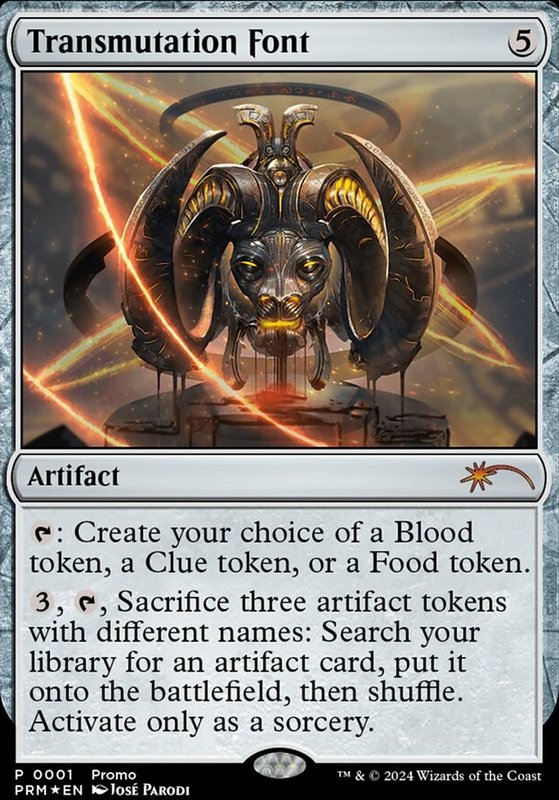 Transmutation Font 5
Artifact
: Create your choice of a Blood
token, a Clue token, or a Food token.
3, , Sacrifice three artifact tokens
with different names: Search your
library for an artifact card, put it
onto the battlefield, then shuffle.
Activate only as a sorcery.
P 0001 Promo
PRM★EN José Parodi
™ & © 2024 Wizards of the Coast